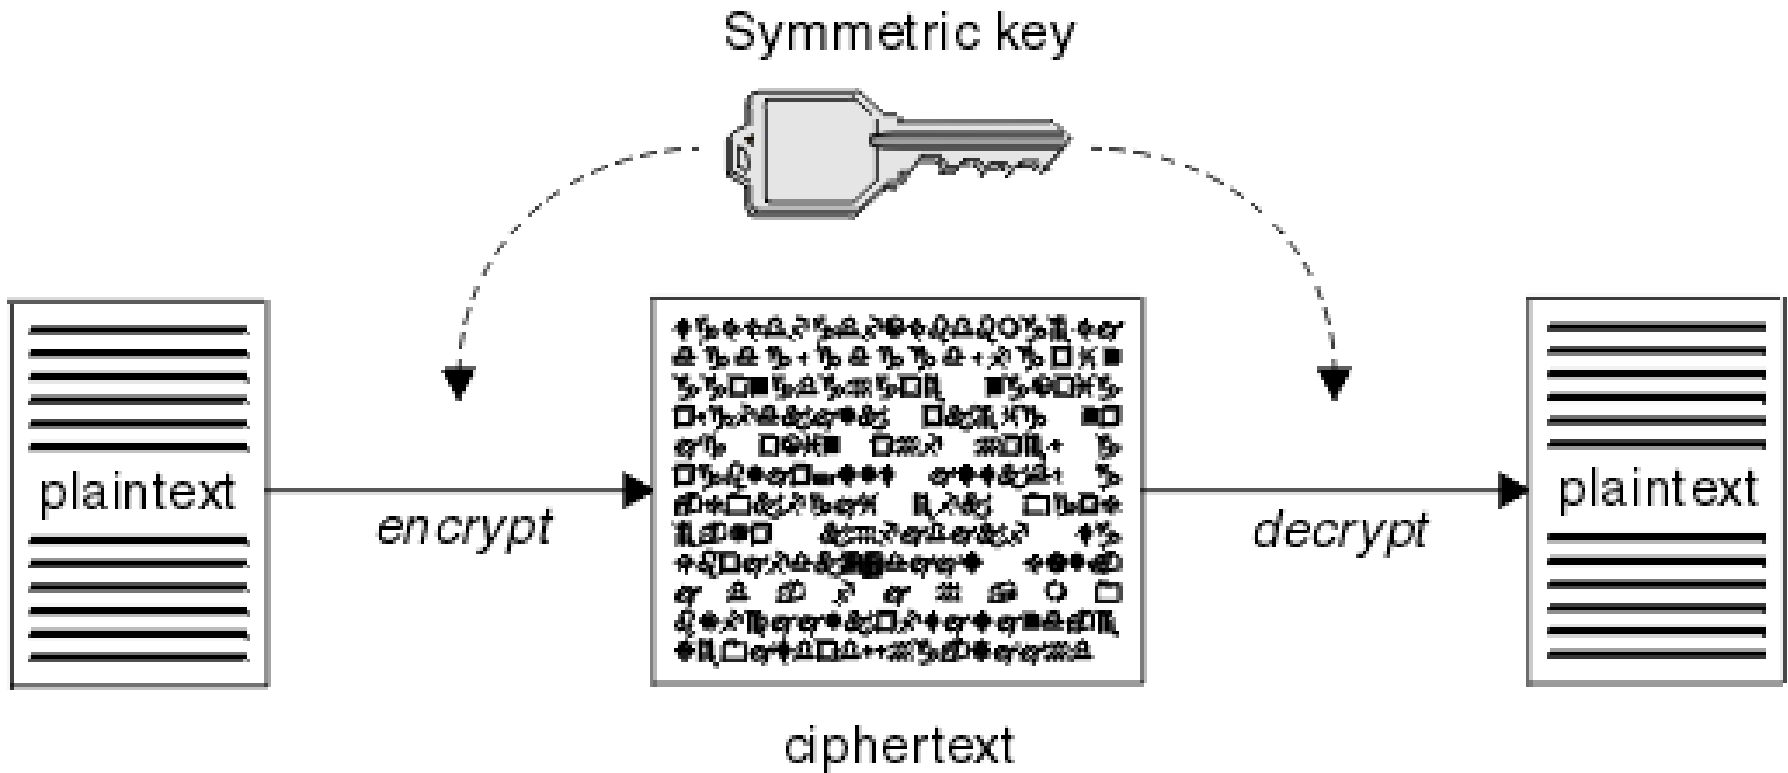 Symmetric key
plaintext
encrypt
decrypt
plaintext
ciphertext